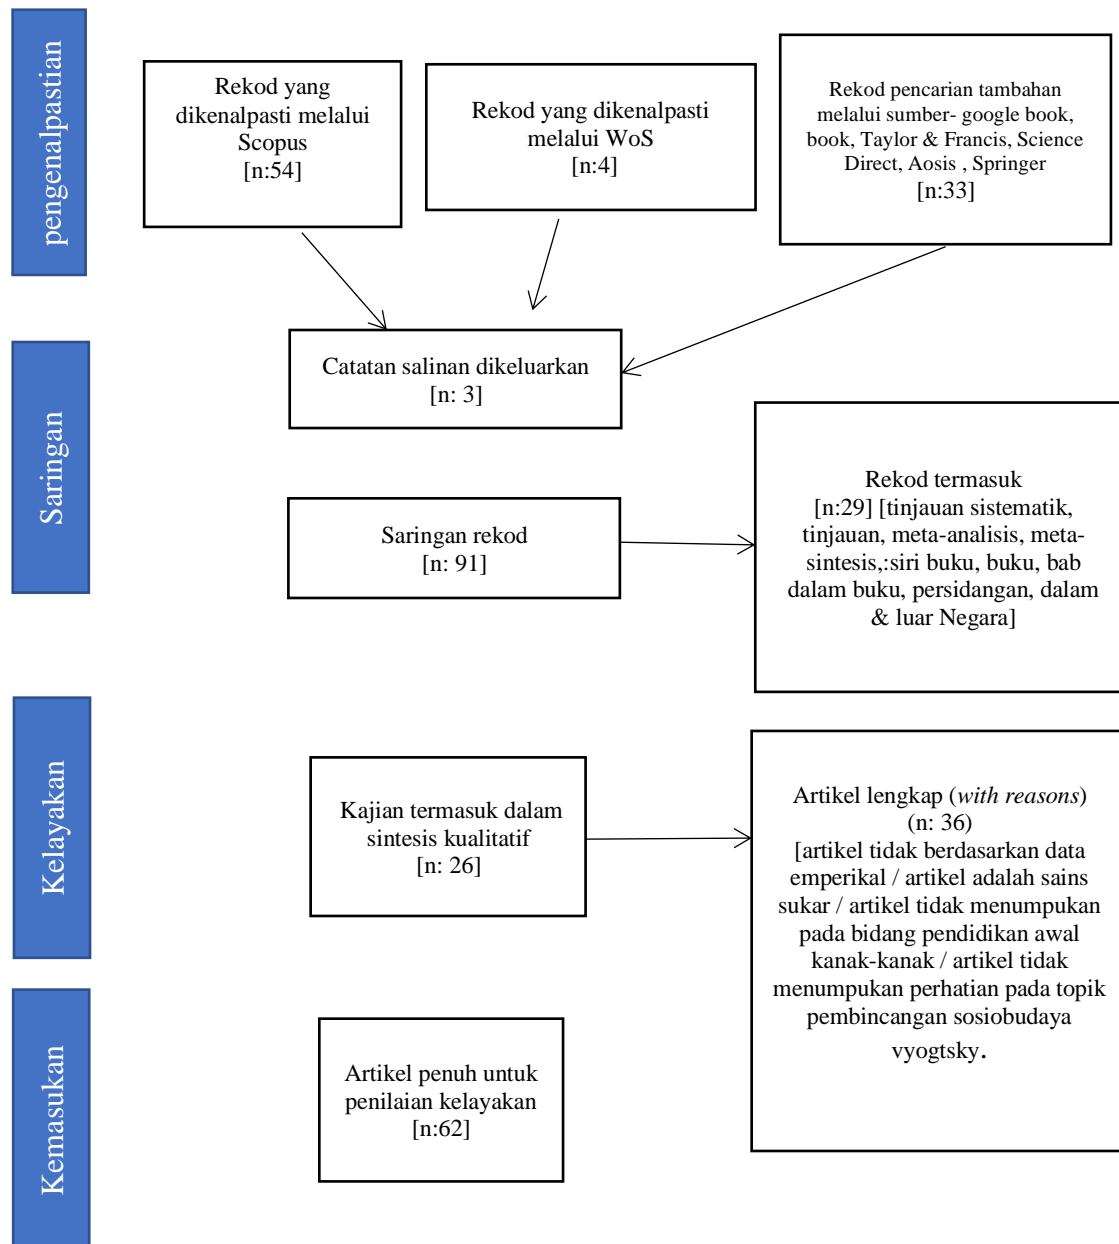 pengenalpastian
Rekod yang
dikenalpasti melalui
Scopus
[n:54]
Rekod yang dikenalpasti
melalui WoS
[n:4]
Rekod pencarian tambahan
melalui sumber- google book,
book, Taylor & Francis, Science
Direct, Aosis , Springer
[n:33]
Saringan
Catatan salinan dikeluarkan
[n: 3]
Saringan rekod
[n: 91]
Rekod termasuk
[n:29] [tinjauan sistematik,
tinjauan, meta-analisis, meta-
sintesis,:siri buku, buku, bab
dalam buku, persidangan, dalam
& luar Negara]
Kelayakan
Kajian termasuk dalam
sintesis kualitatif
[n: 26]
Artikel lengkap (with reasons)
(n: 36)
[artikel tidak berdasarkan data
emperikal / artikel adalah sains
sukar / artikel tidak menumpukan
pada bidang pendidikan awal
kanak-kanak / artikel tidak
menumpukan perhatian pada topik
pembincangan sosiobudaya
vyogtsky.
Kemasukan
Artikel penuh untuk
penilaian kelayakan
[n:62]